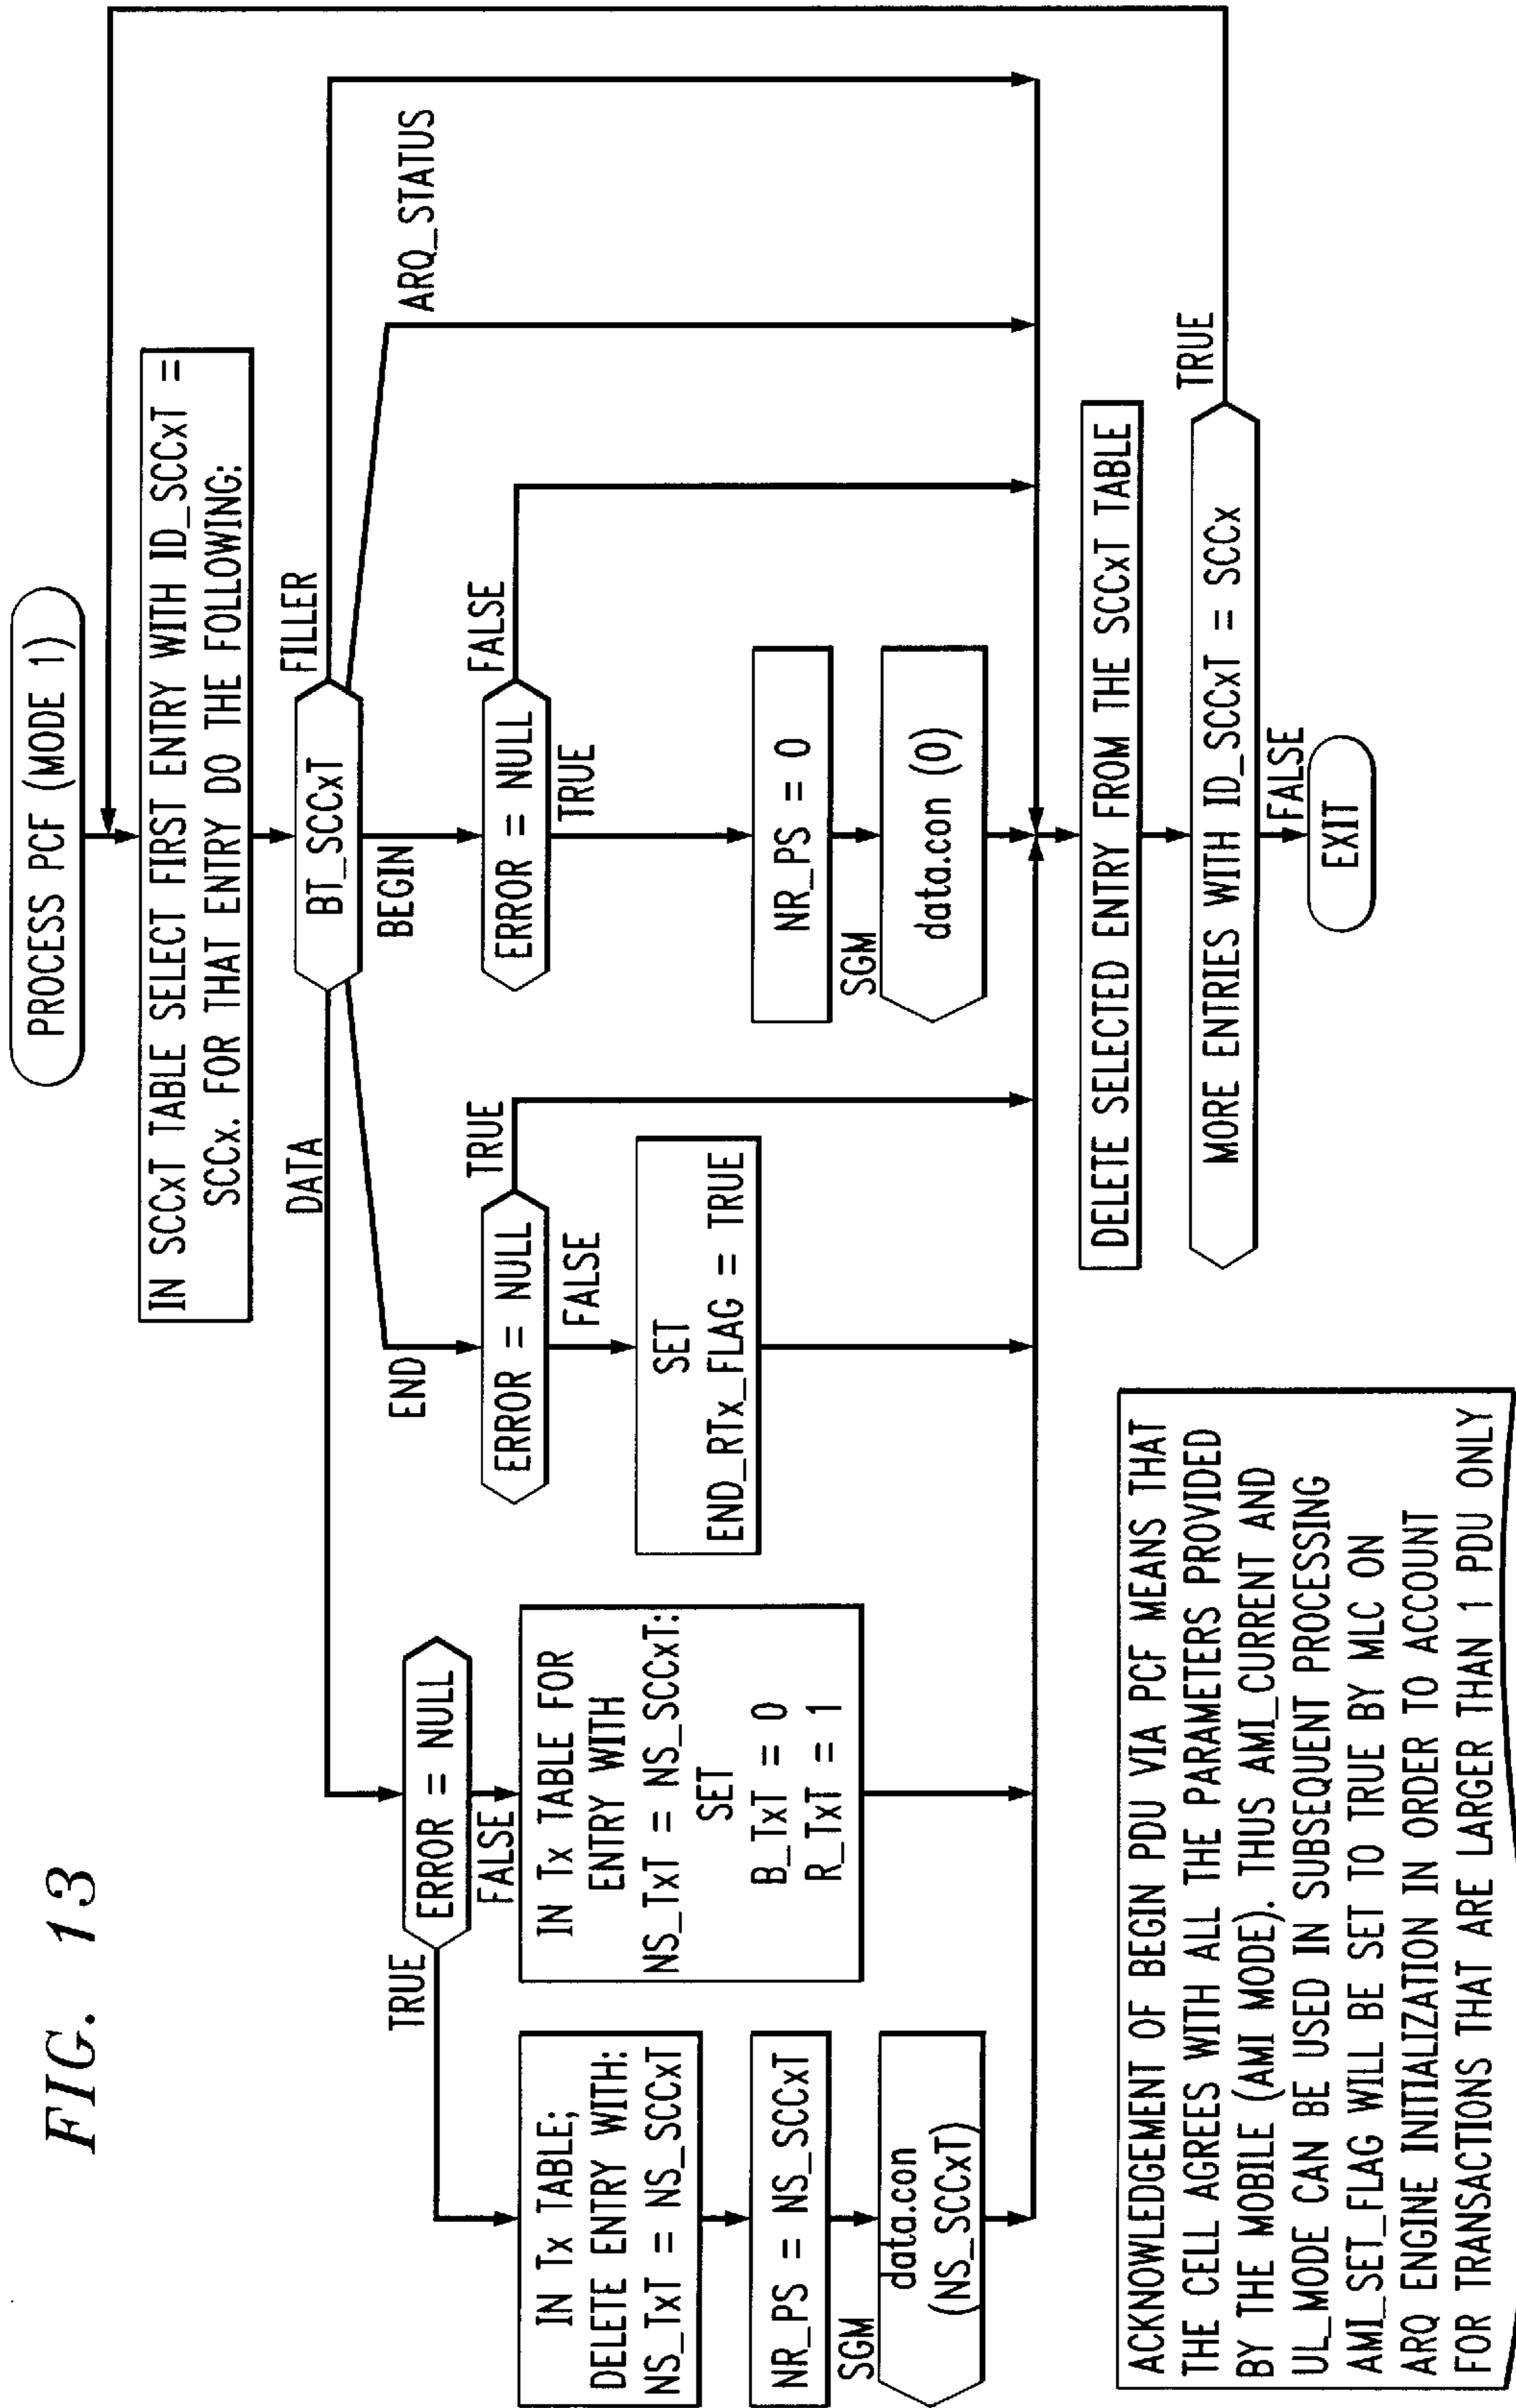 FIG. 13
PROCESS PCF (MODE 1)
IN SCCxT TABLE SELECT FIRST ENTRY WITH ID_SCCxT =
SCCx. FOR THAT ENTRY DO THE FOLLOWING:
BT_SCCxT
DATA
END
BEGIN
FILLER
ARQ_STATUS
ERROR = NULL
TRUE
FALSE
IN Tx TABLE;
DELETE ENTRY WITH:
NS_TxT = NS_SCCxT
NR_PS = NS_SCCxT
SGM
data.con
(NS_SCCxT)
IN Tx TABLE FOR
ENTRY WITH
NS_TxT = NS_SCCxT:
SET
B_TxT = 0
R_TxT = 1
ERROR = NULL
TRUE
FALSE
SET
END_RTx_FLAG = TRUE
ERROR = NULL
FALSE
TRUE
NR_PS = 0
SGM
data.con (0)
DELETE SELECTED ENTRY FROM THE SCCxT TABLE
MORE ENTRIES WITH ID_SCCxT = SCCx
TRUE
FALSE
EXIT
ACKNOWLEDGEMENT OF BEGIN PDU VIA PCF MEANS THAT
THE CELL AGREES WITH ALL THE PARAMETERS PROVIDED
BY THE MOBILE (AMI MODE). THUS AMI_CURRENT AND
UL_MODE CAN BE USED IN SUBSEQUENT PROCESSING
AMI_SET_FLAG WILL BE SET TO TRUE BY MLC ON
ARQ ENGINE INITIALIZATION IN ORDER TO ACCOUNT
FOR TRANSACTIONS THAT ARE LARGER THAN 1 PDU ONLY